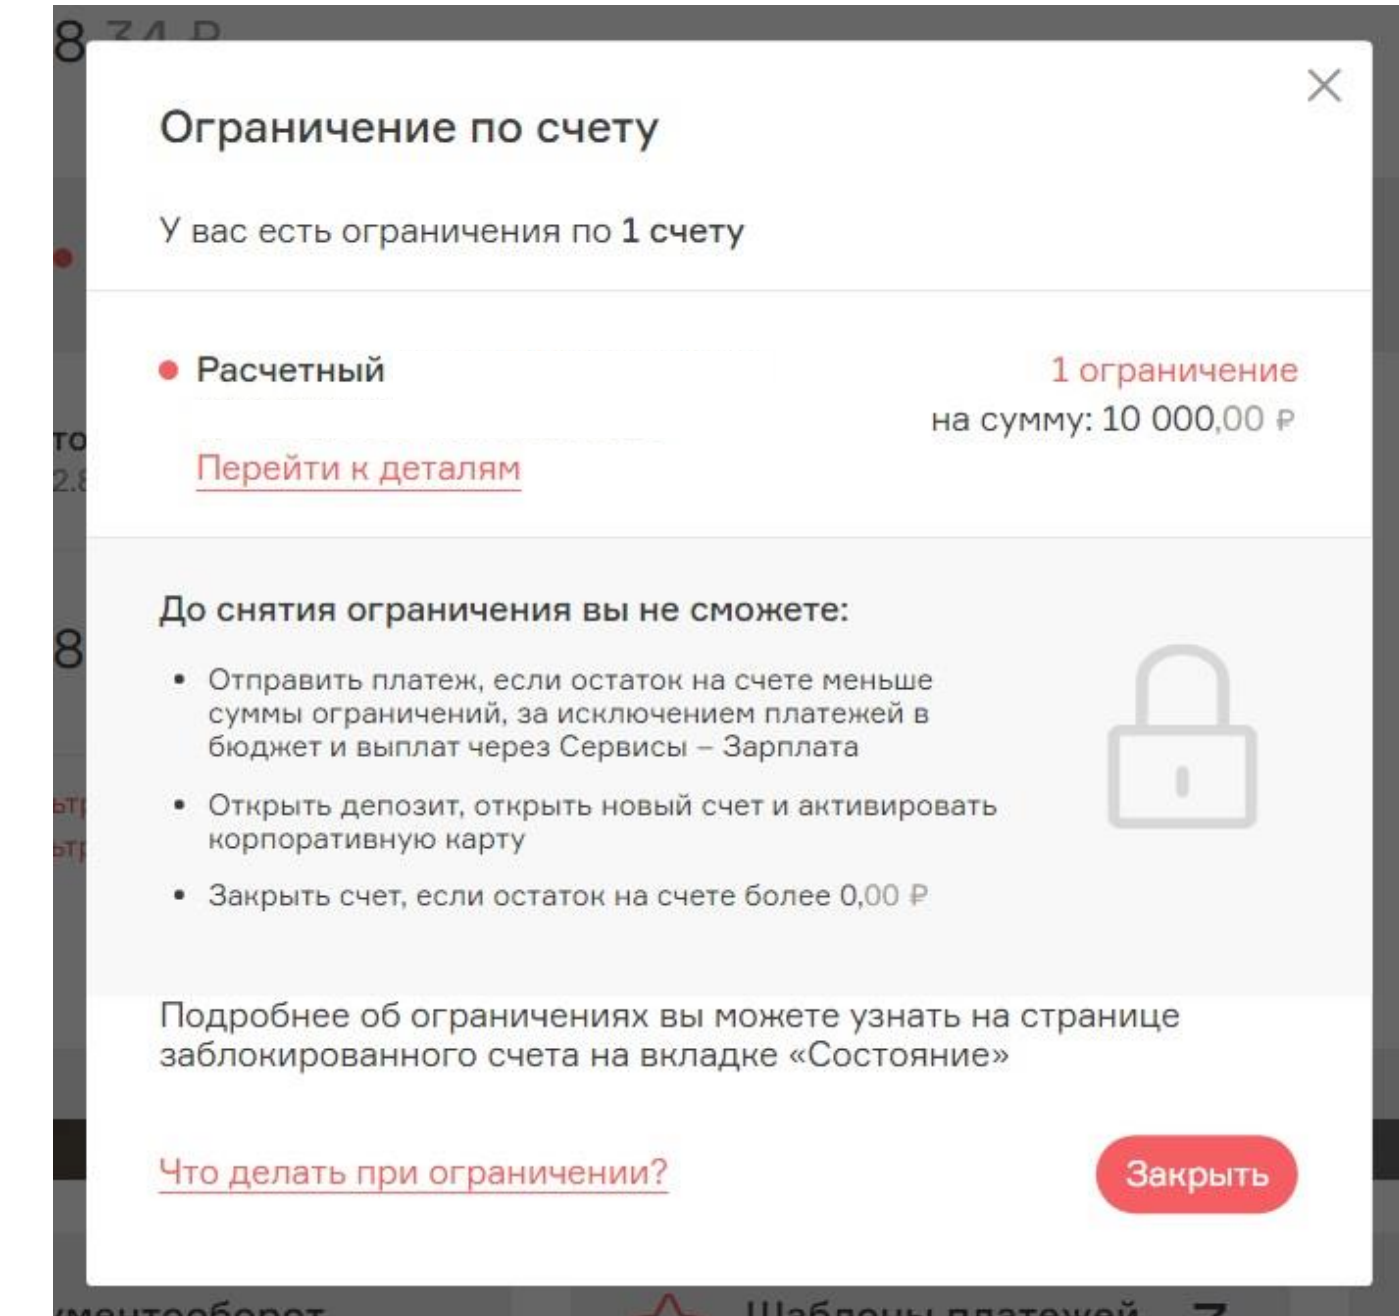 8 34 ₽
Ограничение по счету
У вас есть ограничения по 1 счету
Расчетный
1 ограничение
на сумму: 10 000,00 ₽
Перейти к деталям
До снятия ограничения вы не сможете:
• Отправить платеж, если остаток на счете меньше
суммы ограничений, за исключением платежей в
бюджет и выплат через Сервисы – Зарплата
• Открыть депозит, открыть новый счет и активировать
корпоративную карту
• Закрыть счет, если остаток на счете более 0,00 ₽
Подробнее об ограничениях вы можете узнать на странице
заблокированного счета на вкладке «Состояние»
Что делать при ограничении?
Закрыть
Шаблоны платежей